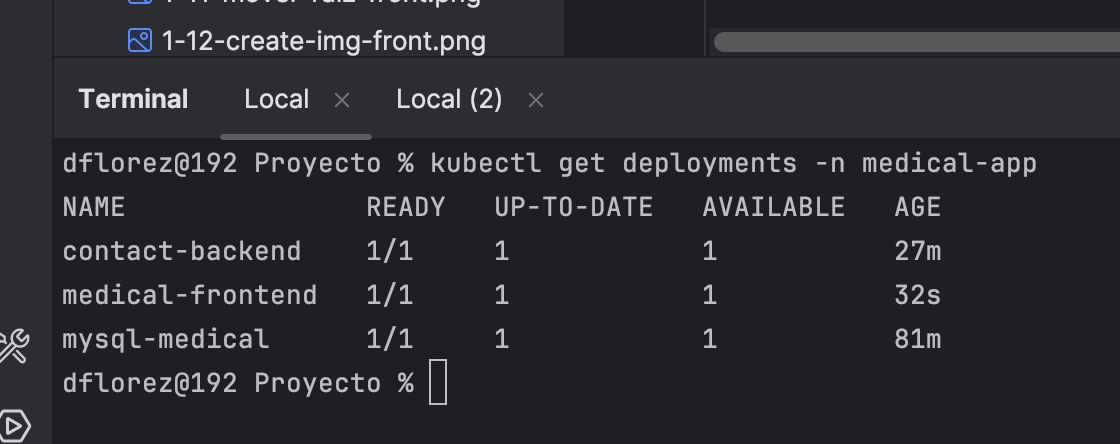 1-12-create-img-front.png
Terminal Local × Local (2) ×
dflorez@192 Proyecto % kubectl get deployments -n medical-app
NAME READY UP-TO-DATE AVAILABLE AGE
contact-backend 1/1 1 1 27m
medical-frontend 1/1 1 1 32s
mysql-medical 1/1 1 1 81m
dflorez@192 Proyecto %